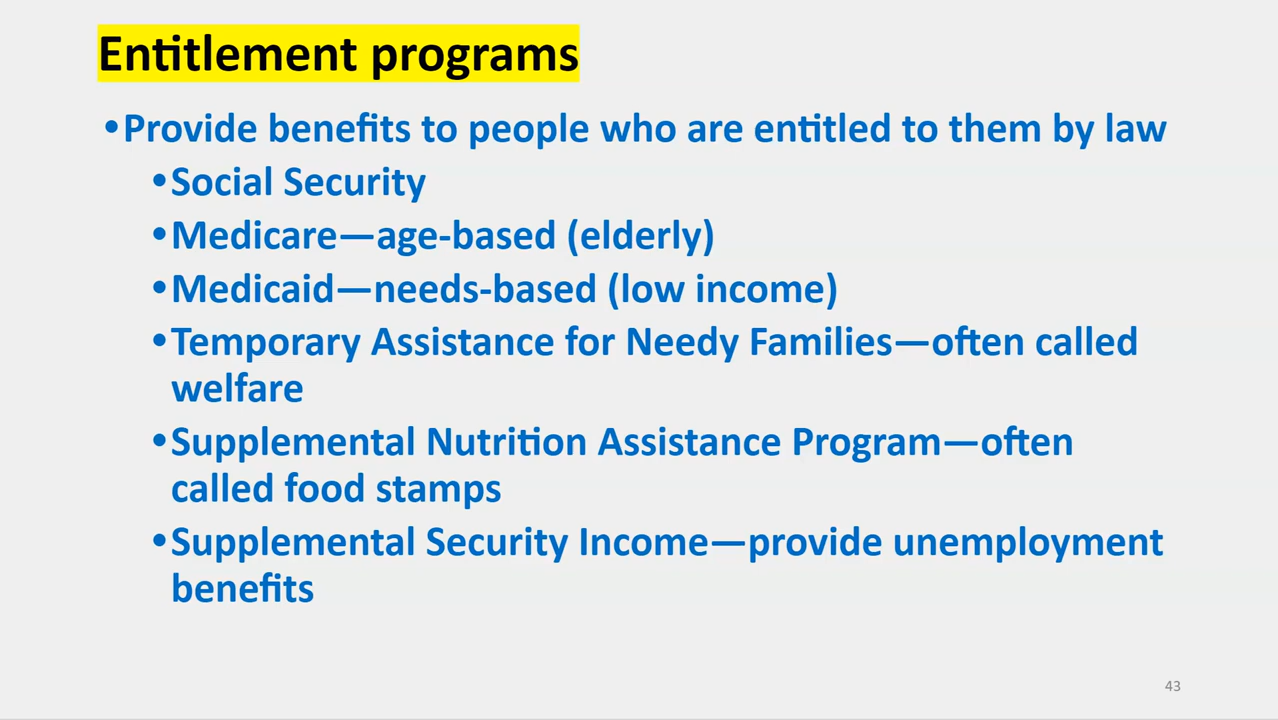 Entitlement programs
•Provide benefits to people who are entitled to them by law
•Social Security
•Medicare—age-based (elderly)
•Medicaid—needs-based (low income)
•Temporary Assistance for Needy Families—often called
welfare
•Supplemental Nutrition Assistance Program—often
called food stamps
•Supplemental Security Income—provide unemployment
benefits
43